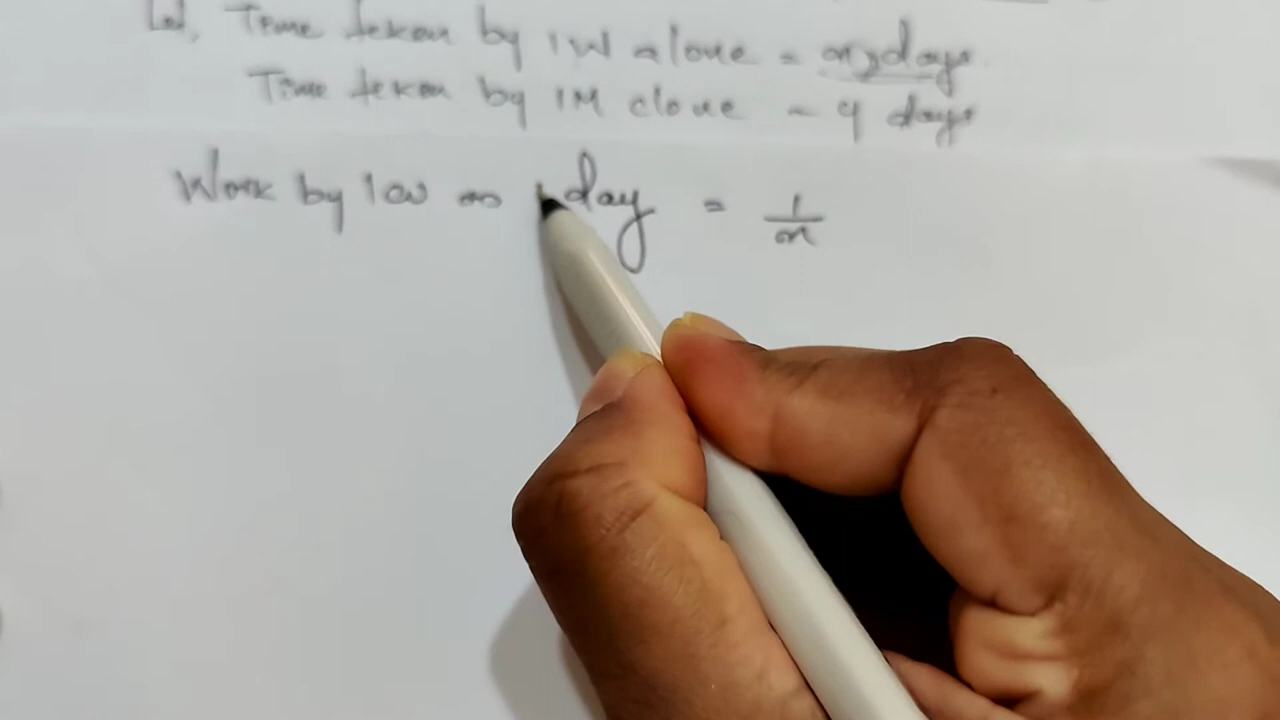 Let, Time taken by 1W alone = x days
Time taken by 1M alone = y days
Work by 1W in day = 1/x